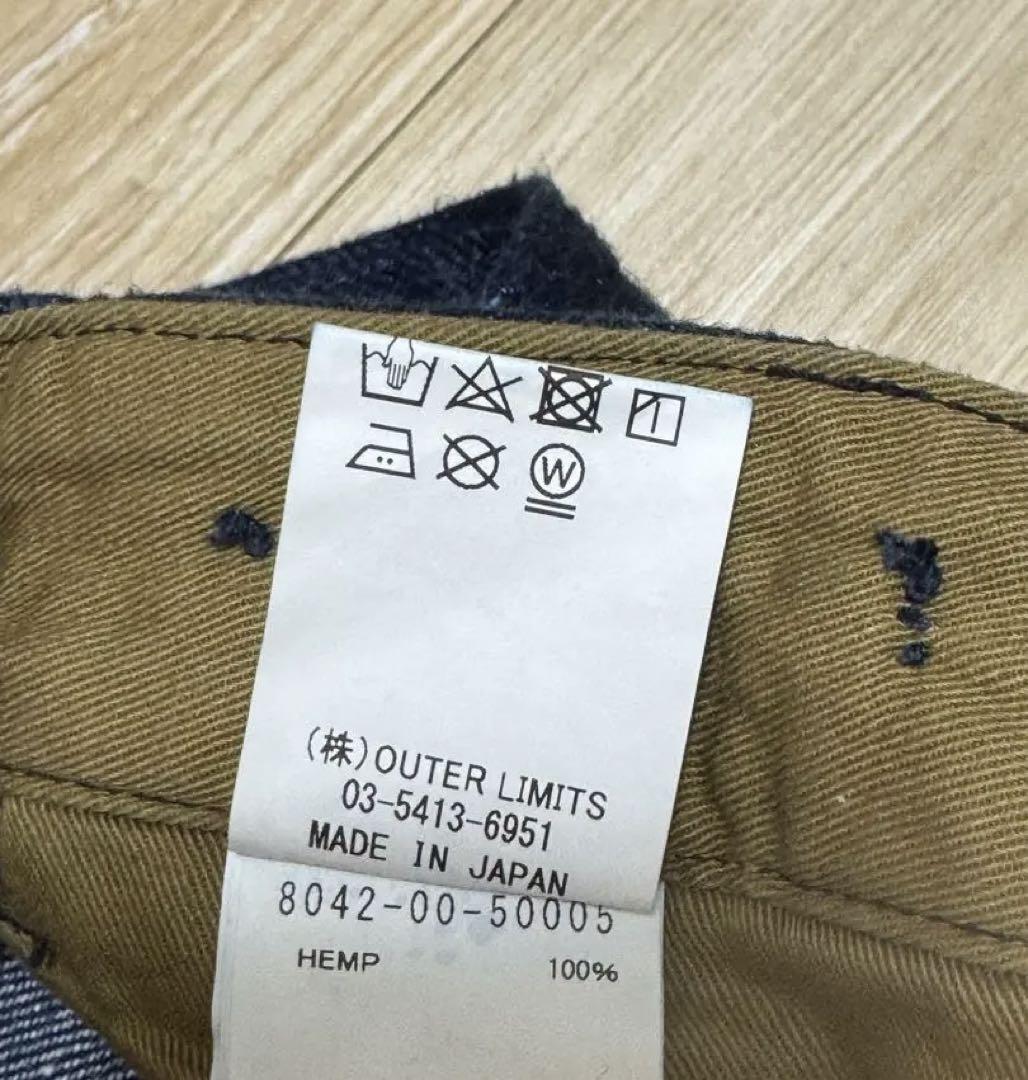 W
(株)OUTER LIMITS
03-5413-6951
MADE IN JAPAN
8042-00-50005
HEMP 100%